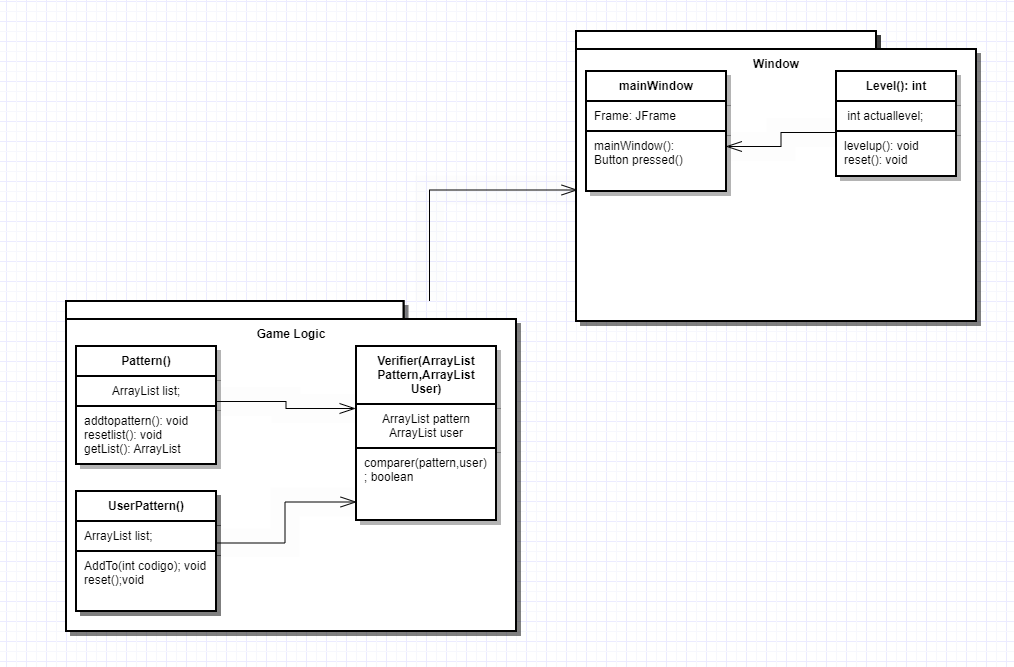 Window
mainWindow
Frame: JFrame
mainWindow():
Button pressed()
Level(): int
int actuallevel;
levelup(): void
reset(): void
Game Logic
Pattern()
ArrayList list;
addtopattern(): void
resetlist(): void
getList(): ArrayList
Verifier(ArrayList
Pattern,ArrayList
User)
ArrayList pattern
ArrayList user
comparer(pattern,user)
; boolean
UserPattern()
ArrayList list;
AddTo(int codigo); void
reset();void